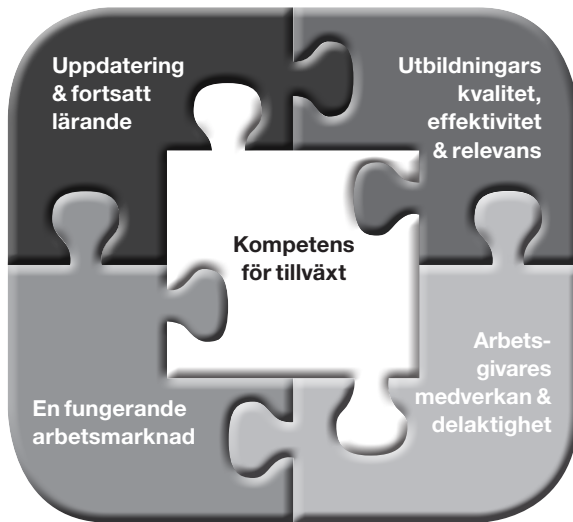 Uppdatering
& fortsatt
lärande
Utbildningars
kvalitet,
effektivitet
& relevans
Kompetens
för tillväxt
En fungerande
arbetsmarknad
Arbets-
givares
medverkan &
delaktighet